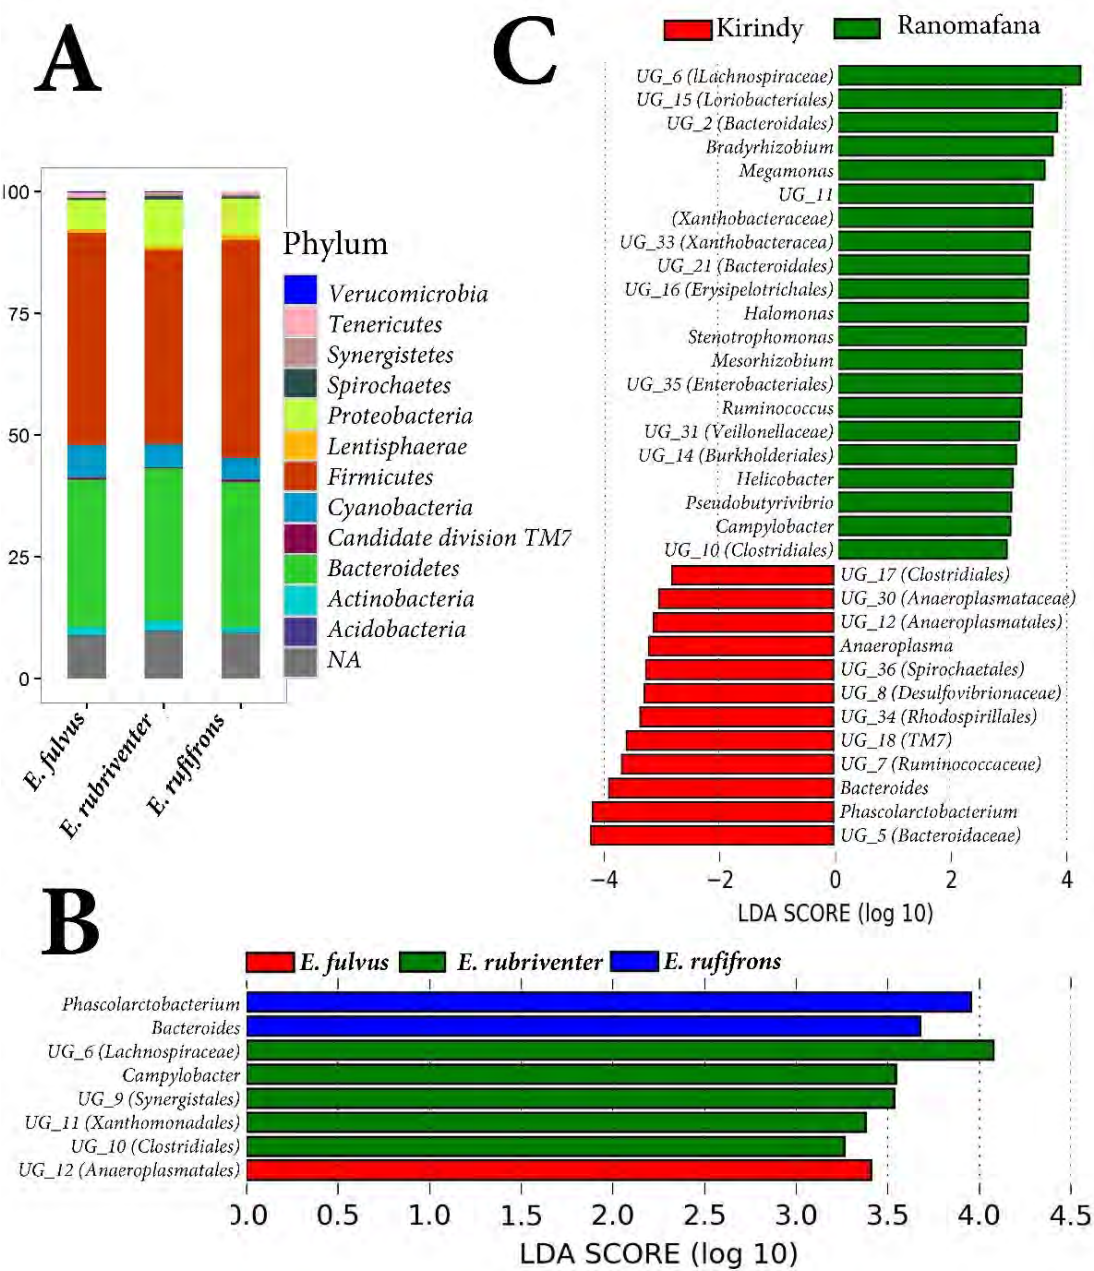 A
100
75
50
25
0
E. fulvus
E. rubriventer
E. rufifrons
Phylum
Verucomicrobia
Tenericutes
Synergistetes
Spirochaetes
Proteobacteria
Lentisphaerae
Firmicutes
Cyanobacteria
Candidate division TM7
Bacteroidetes
Actinobacteria
Acidobacteria
NA
C
Kirindy Ranomafana
UG_6 (lLachnospiraceae)
UG_15 (Loriobacteriales)
UG_2 (Bacteroidales)
Bradyrhizobium
Megamonas
UG_11
(Xanthobacteraceae)
UG_33 (Xanthobacteracea)
UG_21 (Bacteroidales)
UG_16 (Erysipelotrichales)
Halomonas
Stenotrophomonas
Mesorhizobium
UG_35 (Enterobacteriales)
Ruminococcus
UG_31 (Veillonellaceae)
UG_14 (Burkholderiales)
Helicobacter
Pseudobutyrivibrio
Campylobacter
UG_10 (Clostridiales)
UG_17 (Clostridiales)
UG_30 (Anaeroplasmataceae)
UG_12 (Anaeroplasmatales)
Anaeroplasma
UG_36 (Spirochaetales)
UG_8 (Desulfovibrionaceae)
UG_34 (Rhodospirillales)
UG_18 (TM7)
UG_7 (Ruminococcaceae)
Bacteroides
Phascolarctobacterium
UG_5 (Bacteroidaceae)
−4 −2 0 2 4
LDA SCORE (log 10)
B
E. fulvus E. rubriventer E. rufifrons
Phascolarctobacterium
Bacteroides
UG_6 (Lachnospiraceae)
Campylobacter
UG_9 (Synergistales)
UG_11 (Xanthomonadales)
UG_10 (Clostridiales)
UG_12 (Anaeroplasmatales)
0.0 0.5 1.0 1.5 2.0 2.5 3.0 3.5 4.0 4.5
LDA SCORE (log 10)